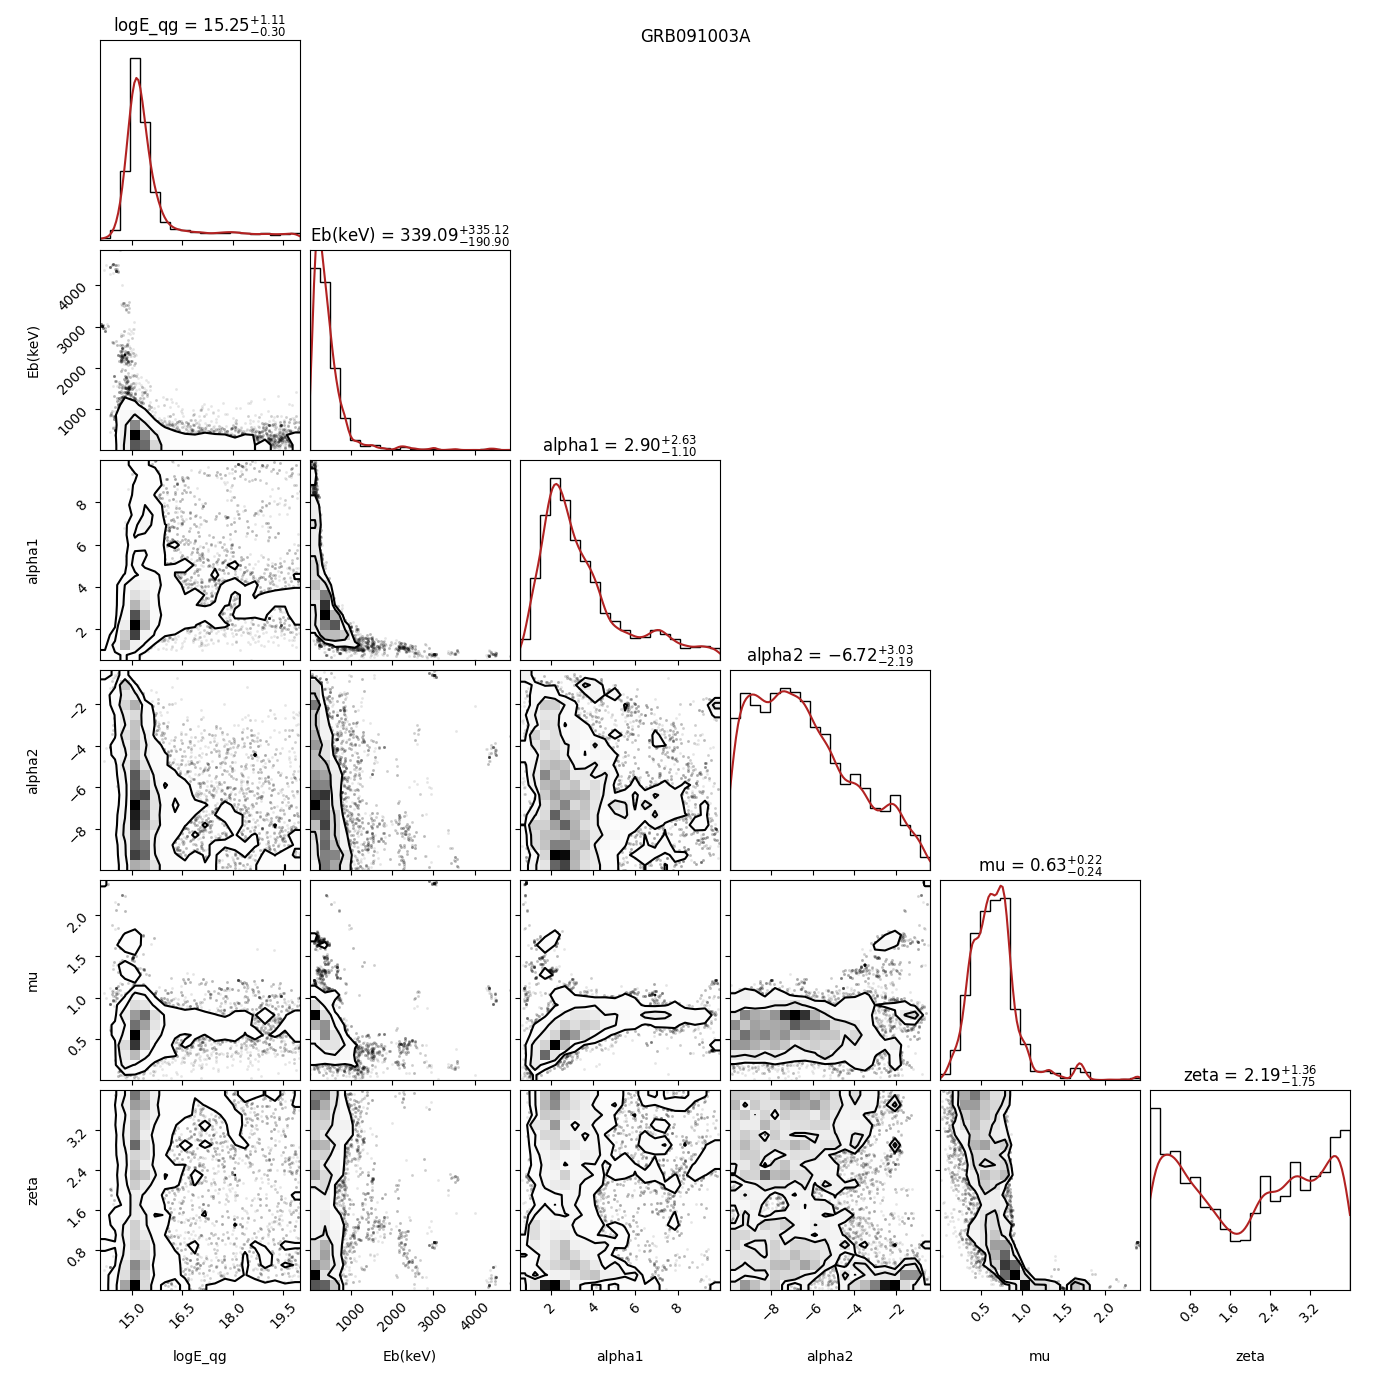 GRB091003A
logE_qg = 15.25+1.11−0.30
Eb(keV) = 339.09+335.12−190.90
alpha1 = 2.90+2.63−1.10
alpha2 = −6.72+3.03−2.19
mu = 0.63+0.22−0.24
zeta = 2.19+1.36−1.75
Eb(keV)
4000
3000
2000
1000
alpha1
8
6
4
2
alpha2
−2
−4
−6
−8
mu
2.0
1.5
1.0
0.5
zeta
3.2
2.4
1.6
0.8
15.0 16.5 18.0 19.5
1000 2000 3000 4000
2 4 6 8
−8 −6 −4 −2
0.5 1.0 1.5 2.0
0.8 1.6 2.4 3.2
logE_qg Eb(keV) alpha1 alpha2 mu zeta